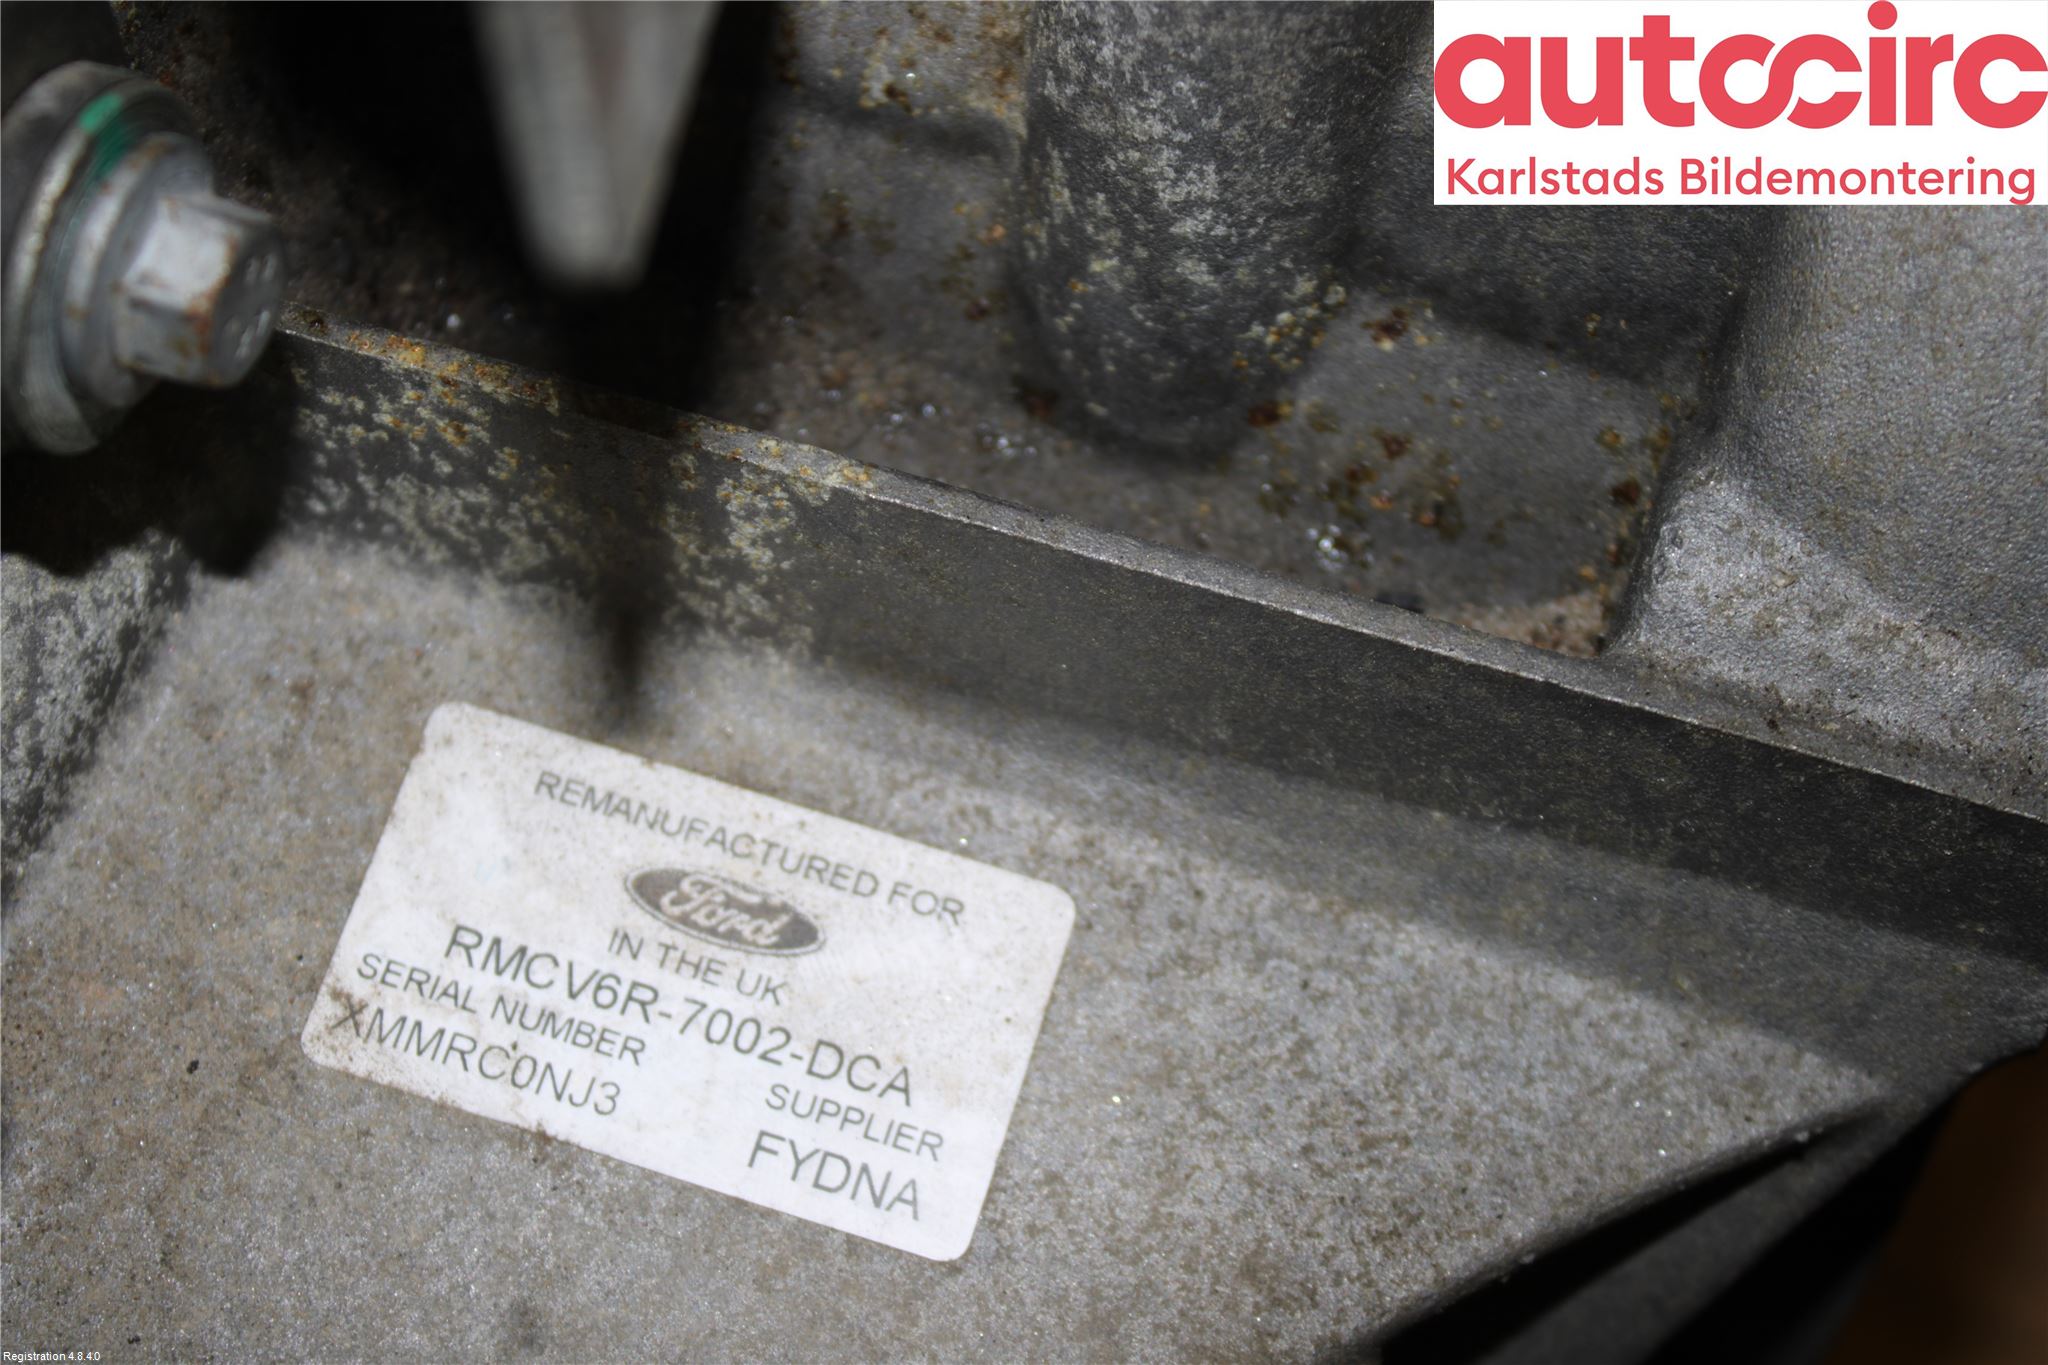 autocirc
Karlstads Bildemontering
REMANUFACTURED FOR
Ford
IN THE UK
RMCV6R-7002-DCA
SERIAL NUMBER
SUPPLIER
XMMRC0NJ3
FYDNA
Registration 4.8.4.0